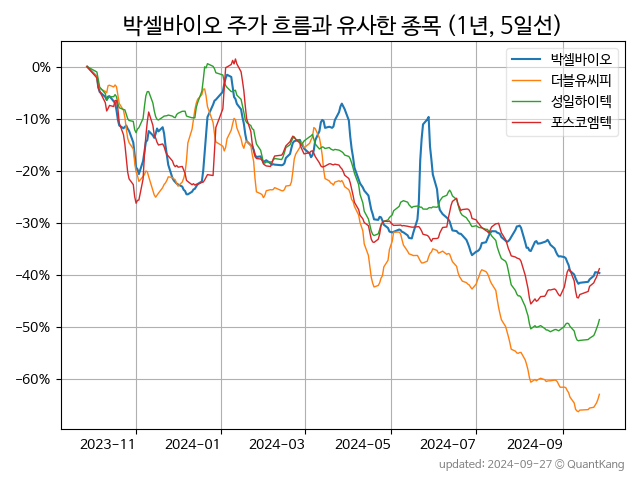 박셀바이오 주가 흐름과 유사한 종목 (1년, 5일선)
박셀바이오
더블유씨피
성일하이텍
포스코엠텍
0%
−10%
−20%
−30%
−40%
−50%
−60%
2023-11 2024-01 2024-03 2024-05 2024-07 2024-09
updated: 2024-09-27 © QuantKang